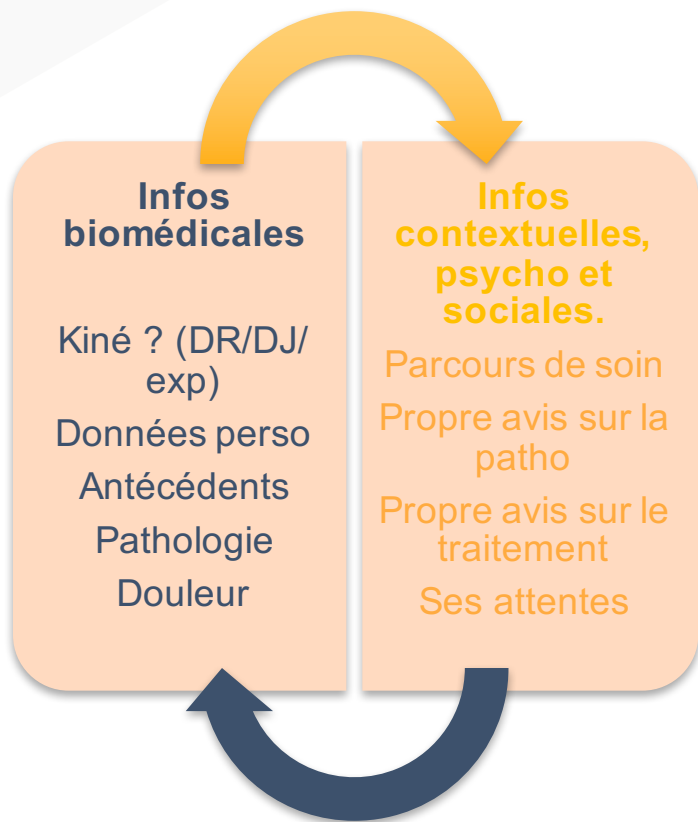 Infos
biomédicales
Kiné ? (DR/DJ/
exp)
Données perso
Antécédents
Pathologie
Douleur
Infos
contextuelles,
psycho et
sociales.
Parcours de soin
Propre avis sur la
patho
Propre avis sur le
traitement
Ses attentes